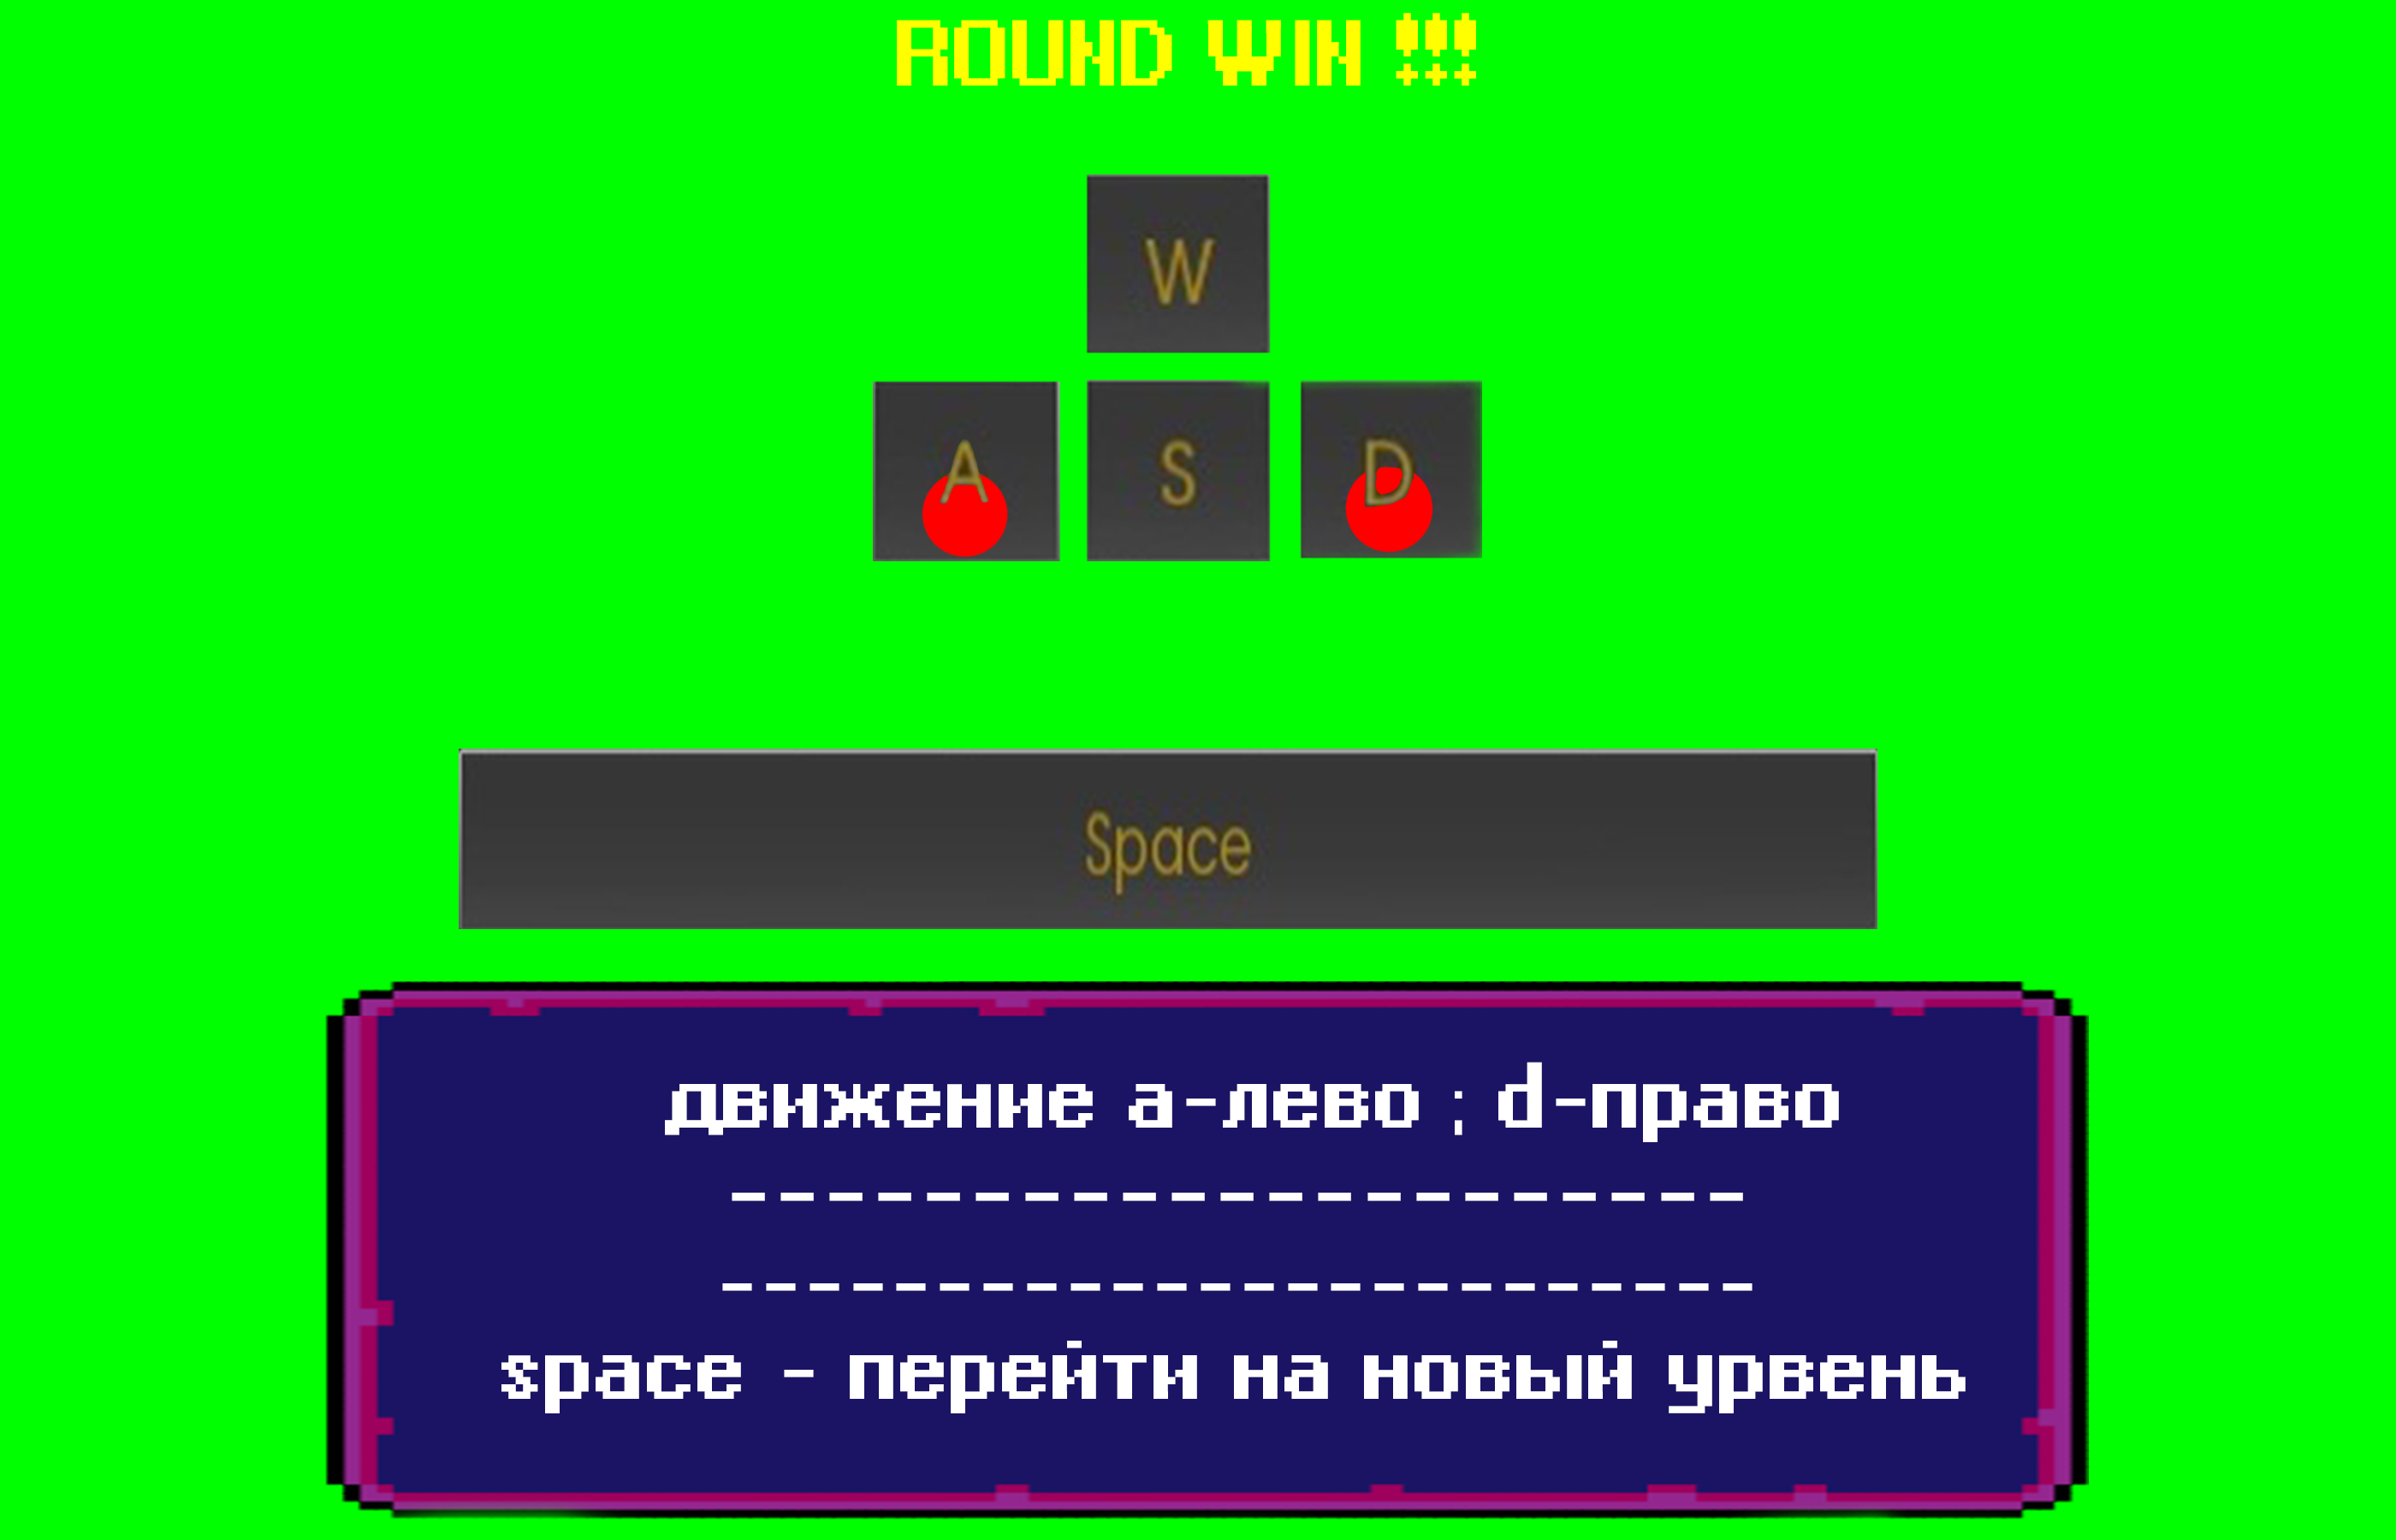 ROUND WIN !!!
W
A S D
Space
движение a-лево ; d-право
---------------------
------------------------
space - перейти на новый урвень